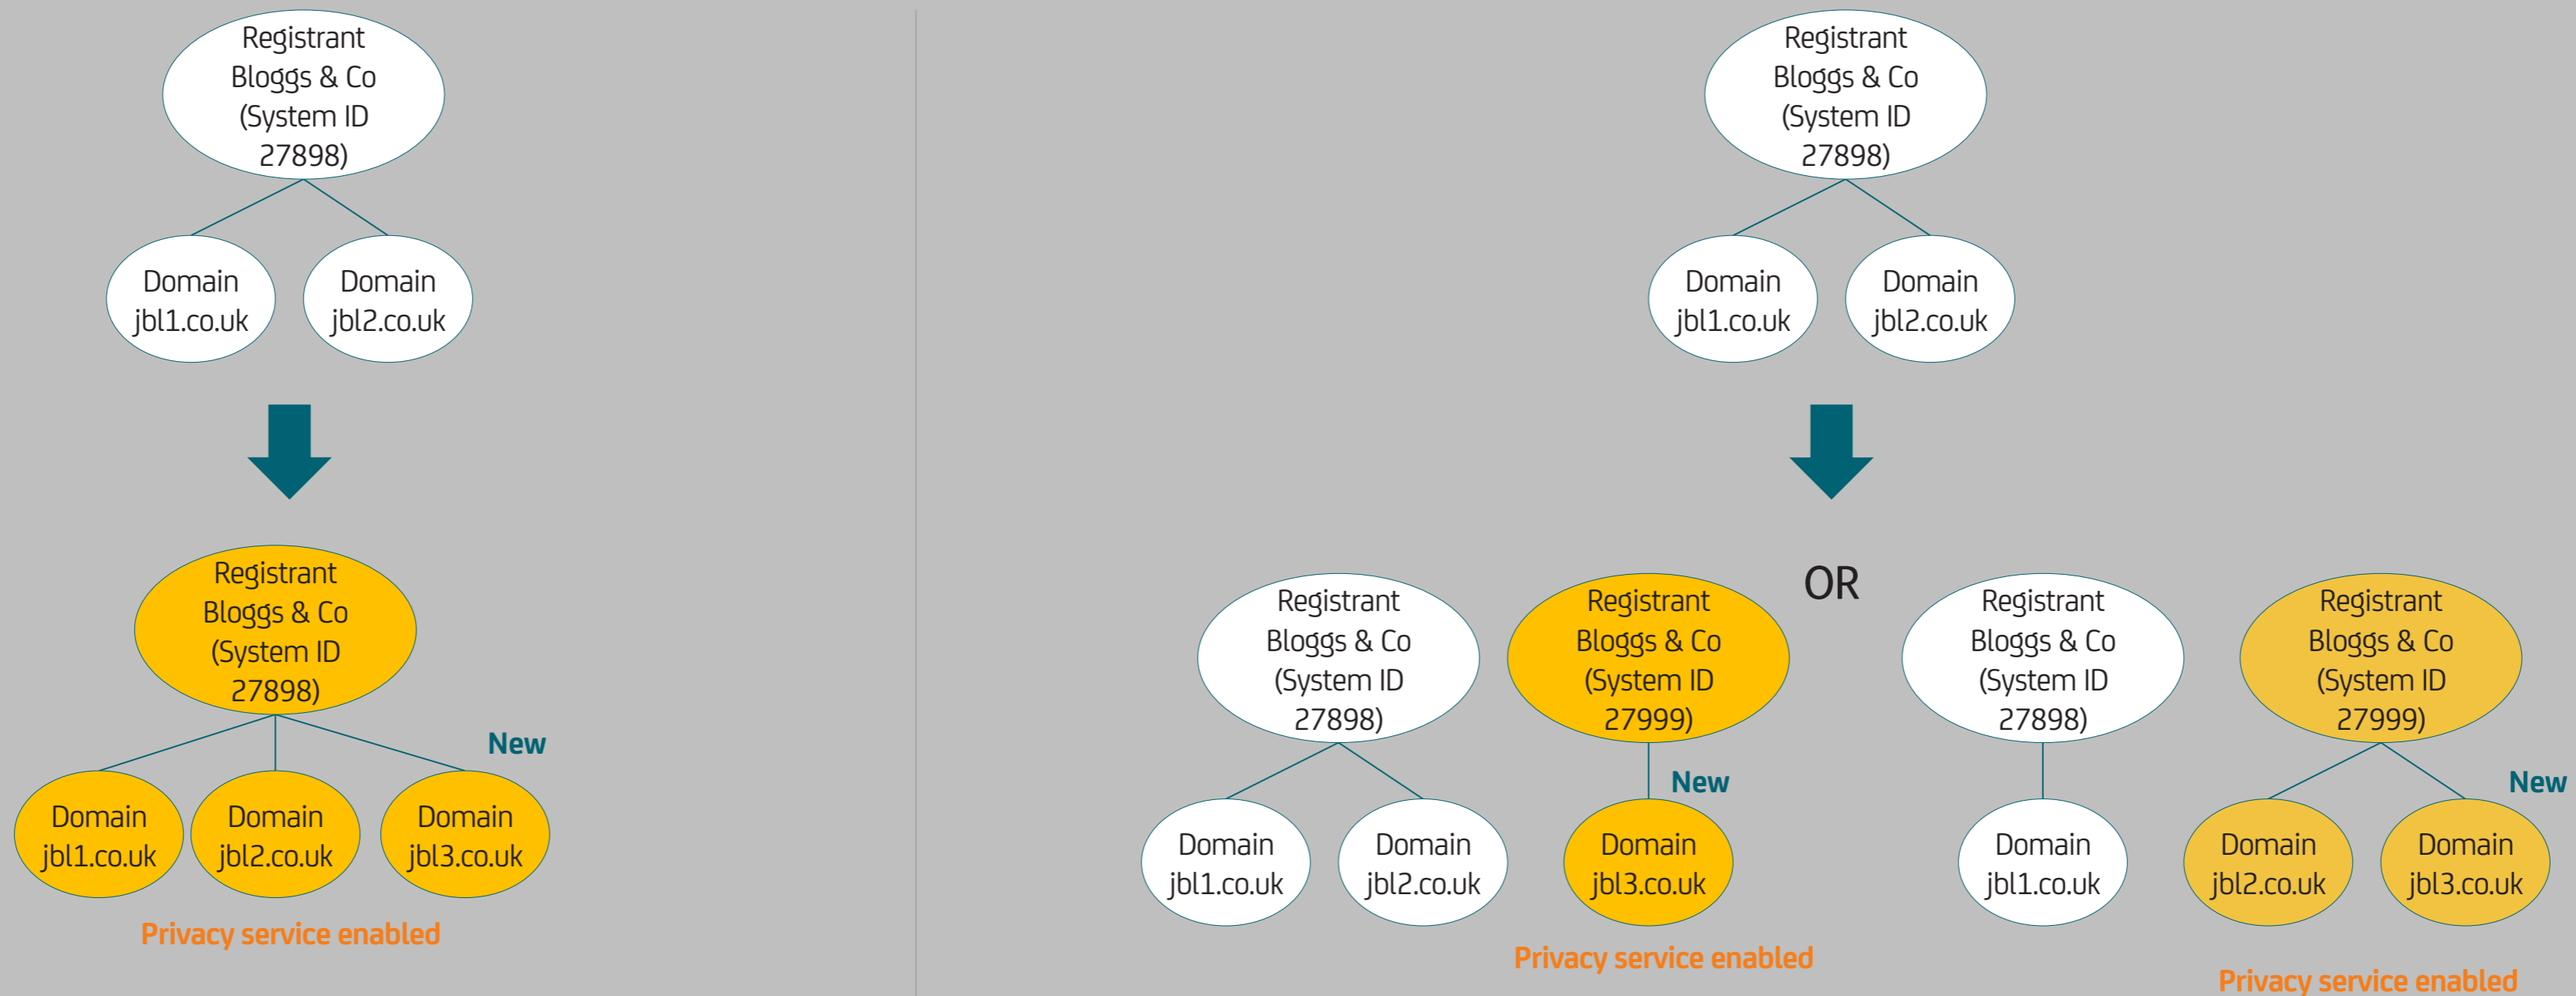 Registrant
Bloggs & Co
(System ID
27898)
Domain
jbl1.co.uk
Domain
jbl2.co.uk
Registrant
Bloggs & Co
(System ID
27898)
New
Domain
jbl1.co.uk
Domain
jbl2.co.uk
Domain
jbl3.co.uk
Privacy service enabled
Registrant
Bloggs & Co
(System ID
27898)
Domain
jbl1.co.uk
Domain
jbl2.co.uk
Registrant
Bloggs & Co
(System ID
27898)
Domain
jbl1.co.uk
Domain
jbl2.co.uk
Registrant
Bloggs & Co
(System ID
27999)
New
Domain
jbl3.co.uk
Privacy service enabled
OR
Registrant
Bloggs & Co
(System ID
27898)
Domain
jbl1.co.uk
Registrant
Bloggs & Co
(System ID
27999)
New
Domain
jbl2.co.uk
Domain
jbl3.co.uk
Privacy service enabled